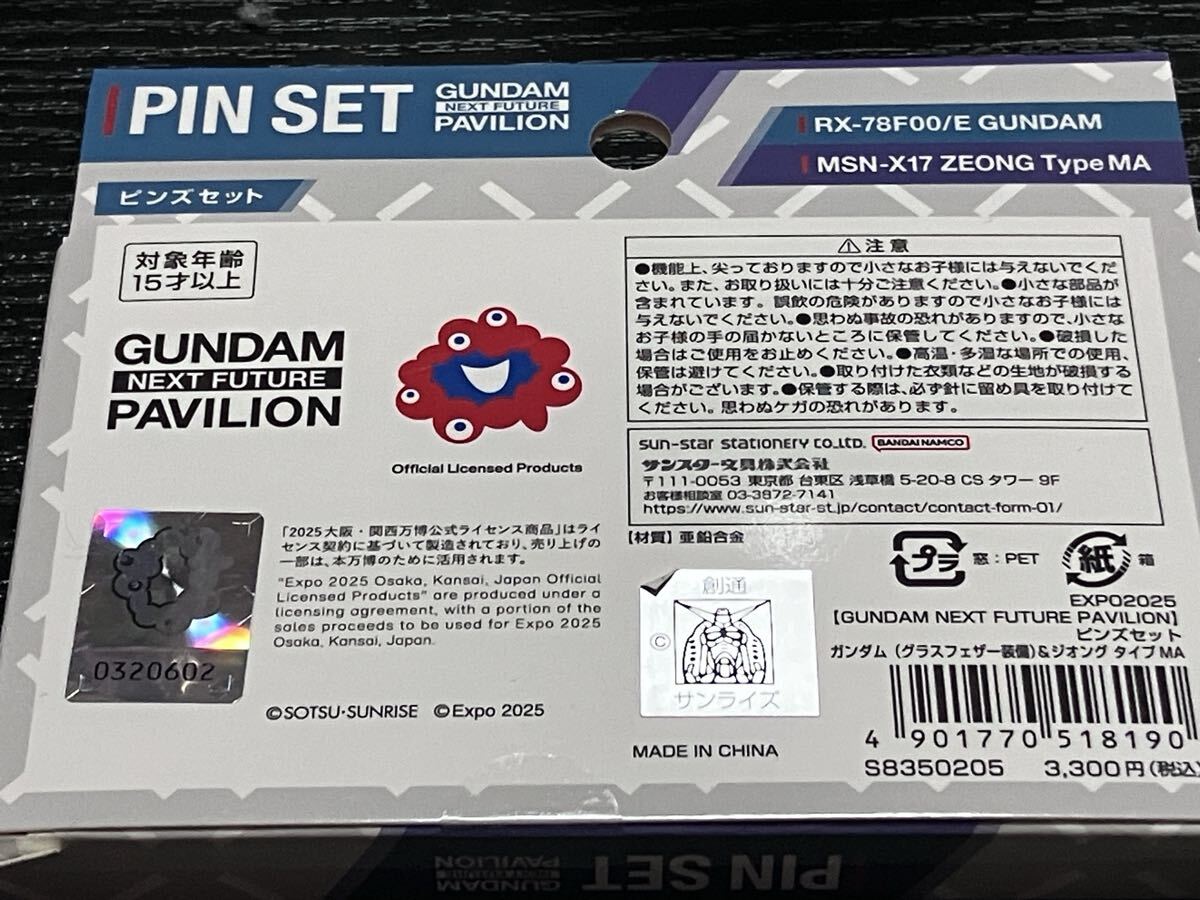 PIN SET
GUNDAM
NEXT FUTURE
PAVILION
RX-78F00/E GUNDAM
MSN-X17 ZEONG Type MA
ピンズセット
対象年齢
15才以上
GUNDAM
NEXT FUTURE
PAVILION
Official Licensed Products
⚠注意
●機能上、尖っておりますので小さなお子様には与えないでくだ
さい。また、お取り扱いには十分ご注意ください。●小さな部品が
含まれています。誤飲の危険がありますので小さなお子様には
与えないでください。●思わぬ事故の恐れがありますので、小さな
お子様の手の届かないところに保管してください。●破損した
場合はご使用をお止めください。●高温・多湿な場所での使用、
保管は避けてください。●取り付けた衣類などの生地が破損する
場合がございます。●保管する際は、必ず針に留め具を取り付けて
ください。思わぬケガの恐れがあります。
sun-star stationery co.,ltd. BANDAI NAMCO
サンスター文具株式会社
〒111-0053 東京都 台東区 浅草橋 5-20-8 CS タワー 9F
お客様相談室 03-3872-7141
https://www.sun-star-st.jp/contact/contact-form-01/
【材質】亜鉛合金
プラ 窓：PET 紙 箱
0320602
「2025大阪・関西万博公式ライセンス商品」はライ
センス契約に基づいて製造されており、売り上げの
一部は、本万博のために活用されます。
"Expo 2025 Osaka, Kansai, Japan Official
Licensed Products" are produced under a
licensing agreement, with a portion of the
sales proceeds to be used for Expo 2025
Osaka, Kansai, Japan.
©SOTSU・SUNRISE ©Expo 2025
創通
©
サンライズ
MADE IN CHINA
EXPO2025
【GUNDAM NEXT FUTURE PAVILION】
ピンズセット
ガンダム（グラスフェザー装備）&ジオング タイプMA
4 901770 518190
S8350205 3,300円（税込）
PIN SET
GUNDAM
NEXT FUTURE
PAVILION